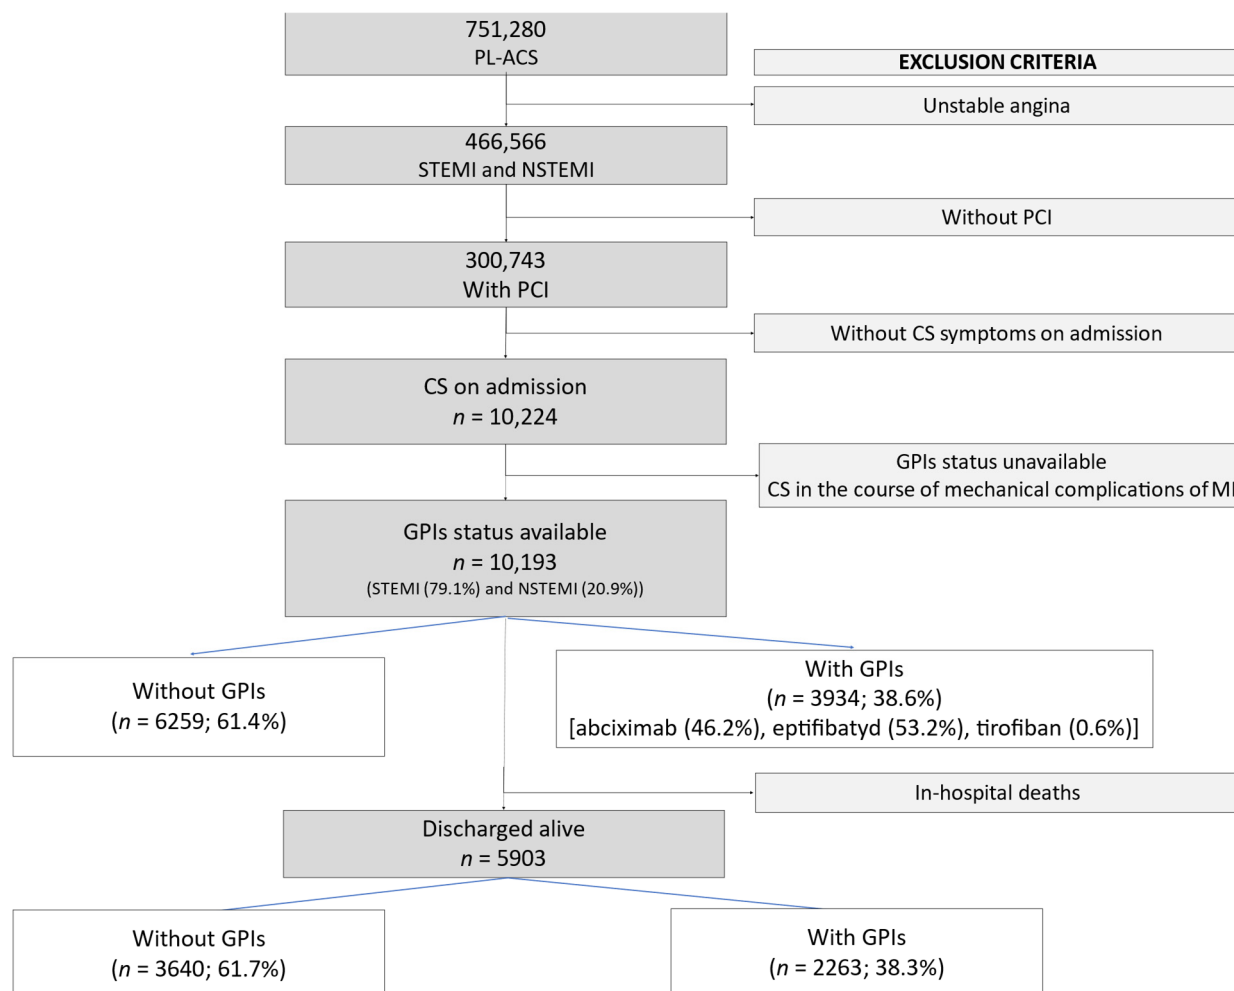 751,280
PL-ACS
EXCLUSION CRITERIA
Unstable angina
466,566
STEMI and NSTEMI
Without PCI
300,743
With PCI
Without CS symptoms on admission
CS on admission
n = 10,224
GPIs status unavailable
CS in the course of mechanical complications of MI
GPIs status available
n = 10,193
(STEMI (79.1%) and NSTEMI (20.9%))
Without GPIs
(n = 6259; 61.4%)
With GPIs
(n = 3934; 38.6%)
[abciximab (46.2%), eptifibatyd (53.2%), tirofiban (0.6%)]
In-hospital deaths
Discharged alive
n = 5903
Without GPIs
(n = 3640; 61.7%)
With GPIs
(n = 2263; 38.3%)